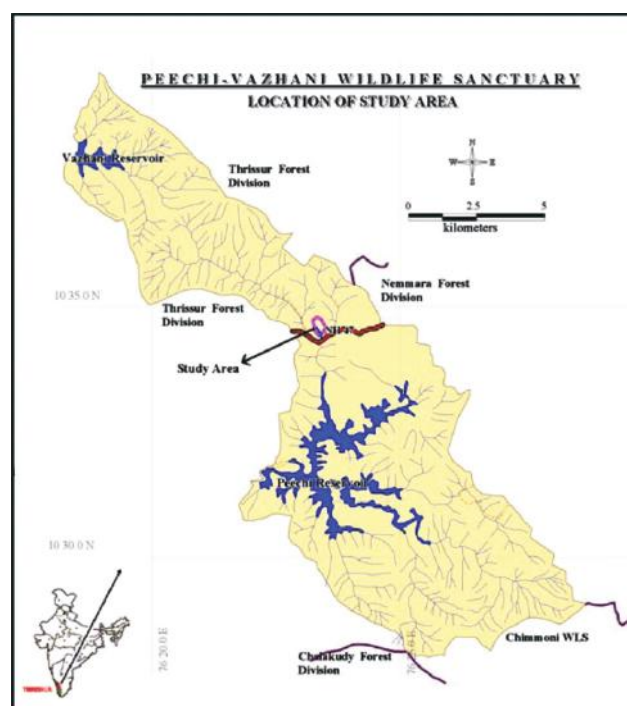 PEECHI-VAZHANI WILDLIFE SANCTUARY
LOCATION OF STUDY AREA
Vazhani Reservoir
Thrissur Forest
Division
N
W E
S
0 2.5 5
kilometers
10 35.0 N
Nemmara Forest
Division
Thrissur Forest
Division
Study Area
Peechi Reservoir
10 30.0 N
76 20.0 E
Chimmoni WLS
Chalakudy Forest
Division